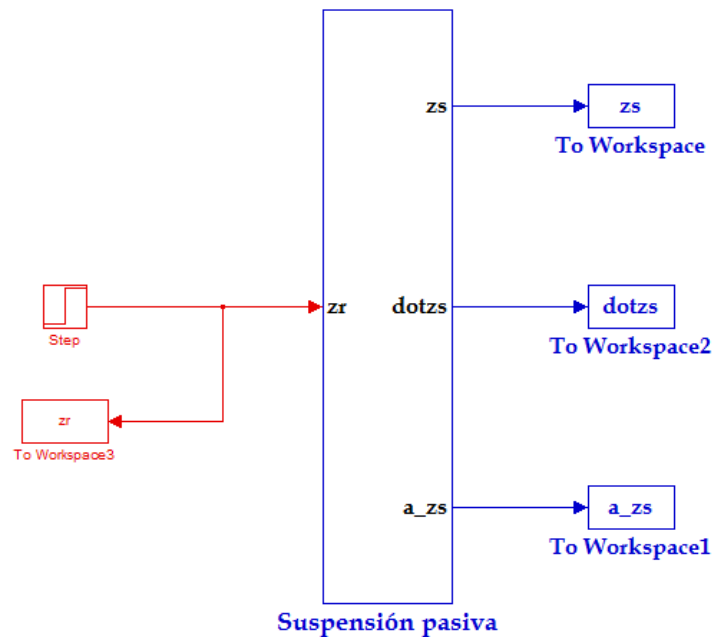 zs
zs
To Workspace
Step
zr
dotzs
dotzs
To Workspace2
zr
To Workspace3
a_zs
a_zs
To Workspace1
Suspensión pasiva